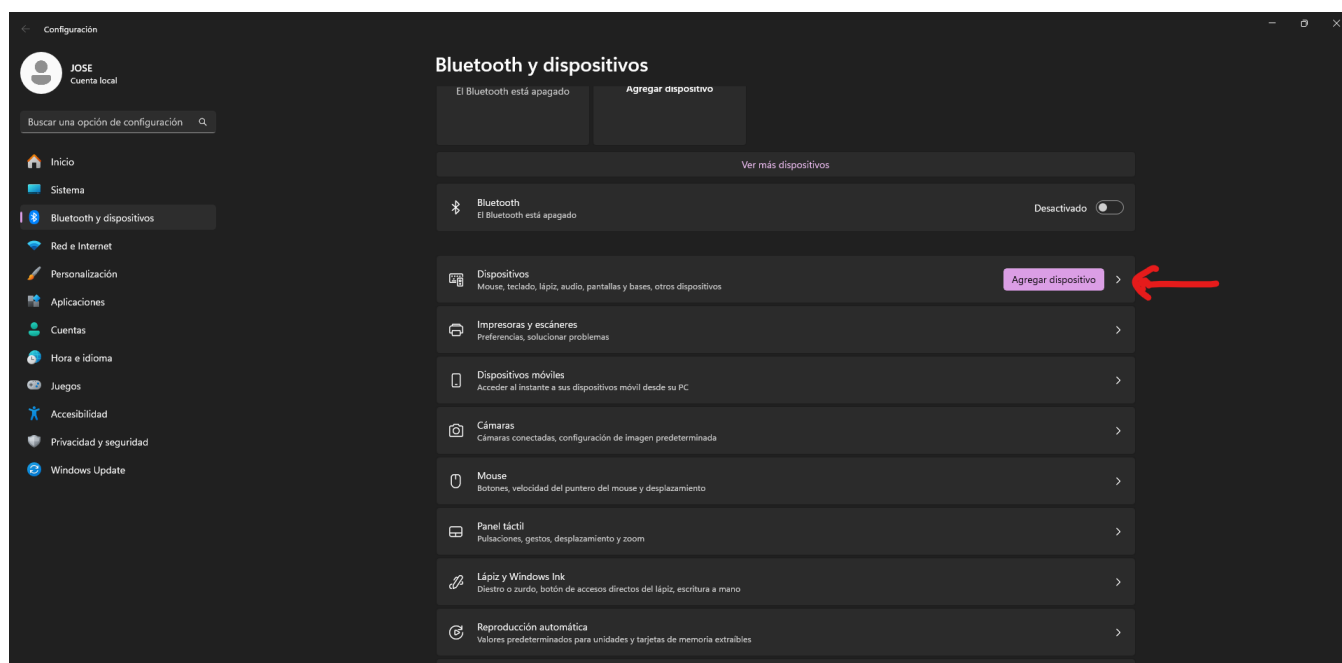 Configuración
JOSE
Cuenta local
Buscar una opción de configuración
Inicio
Sistema
Bluetooth y dispositivos
Red e Internet
Personalización
Aplicaciones
Cuentas
Hora e idioma
Juegos
Accesibilidad
Privacidad y seguridad
Windows Update
Bluetooth y dispositivos
El Bluetooth está apagado
Agregar dispositivo
Ver más dispositivos
Bluetooth
El Bluetooth está apagado
Desactivado
Dispositivos
Mouse, teclado, lápiz, audio, pantallas y bases, otros dispositivos
Agregar dispositivo
Impresoras y escáneres
Preferencias, solucionar problemas
Dispositivos móviles
Acceder al instante a sus dispositivos móvil desde su PC
Cámaras
Cámaras conectadas, configuración de imagen predeterminada
Mouse
Botones, velocidad del puntero del mouse y desplazamiento
Panel táctil
Pulsaciones, gestos, desplazamiento y zoom
Lápiz y Windows Ink
Diestro o zurdo, botón de accesos directos del lápiz, escritura a mano
Reproducción automática
Valores predeterminados para unidades y tarjetas de memoria extraíbles